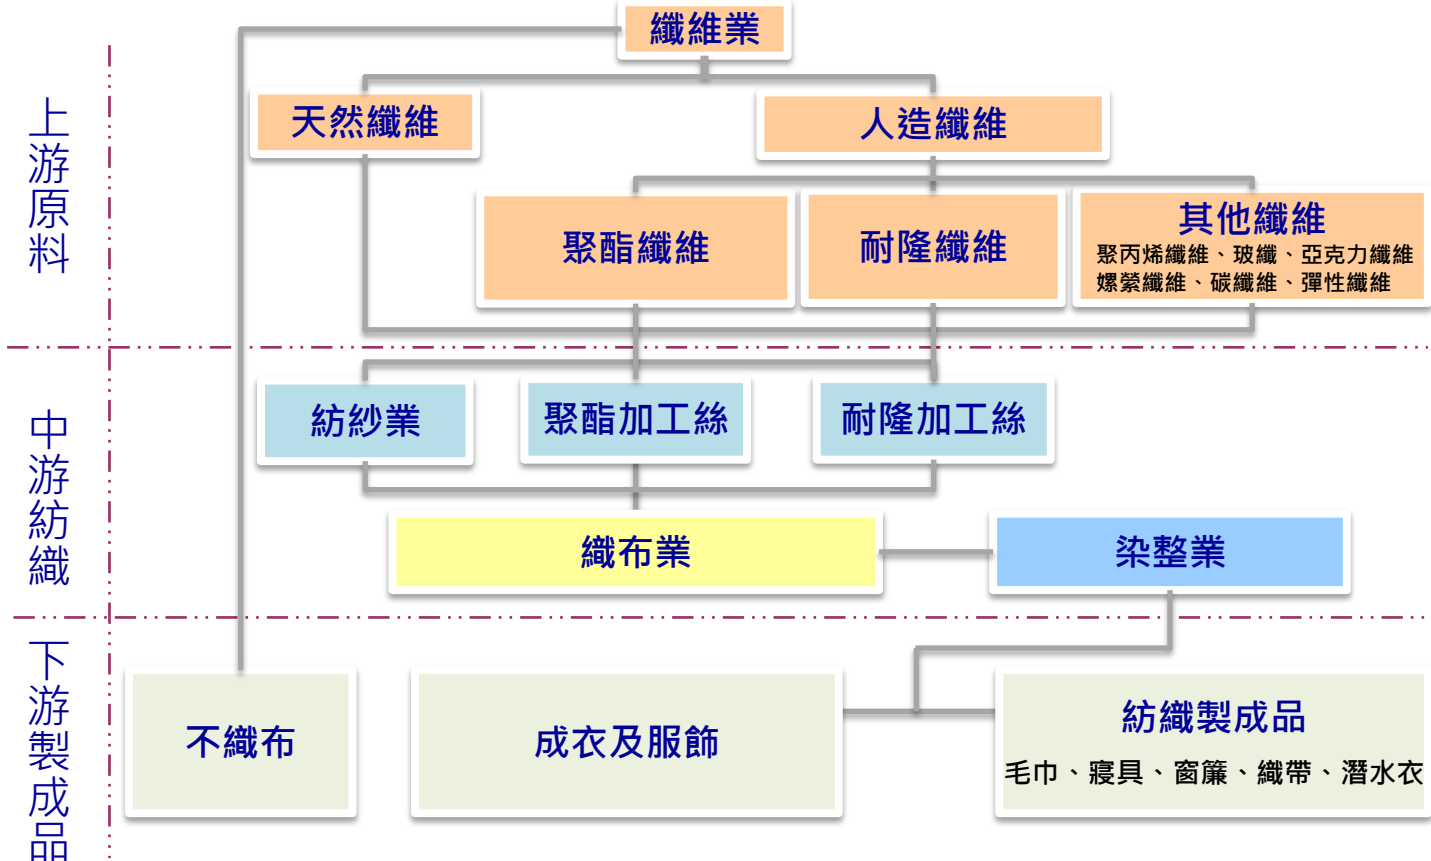 纖維業
上游原料
天然纖維
人造纖維
聚酯纖維
耐隆纖維
其他纖維
聚丙烯纖維、玻纖、亞克力纖維
嫘縈纖維、碳纖維、彈性纖維
中游紡織
紡紗業
聚酯加工絲
耐隆加工絲
織布業
染整業
下游製成品
不織布
成衣及服飾
紡織製成品
毛巾、寢具、窗簾、織帶、潛水衣